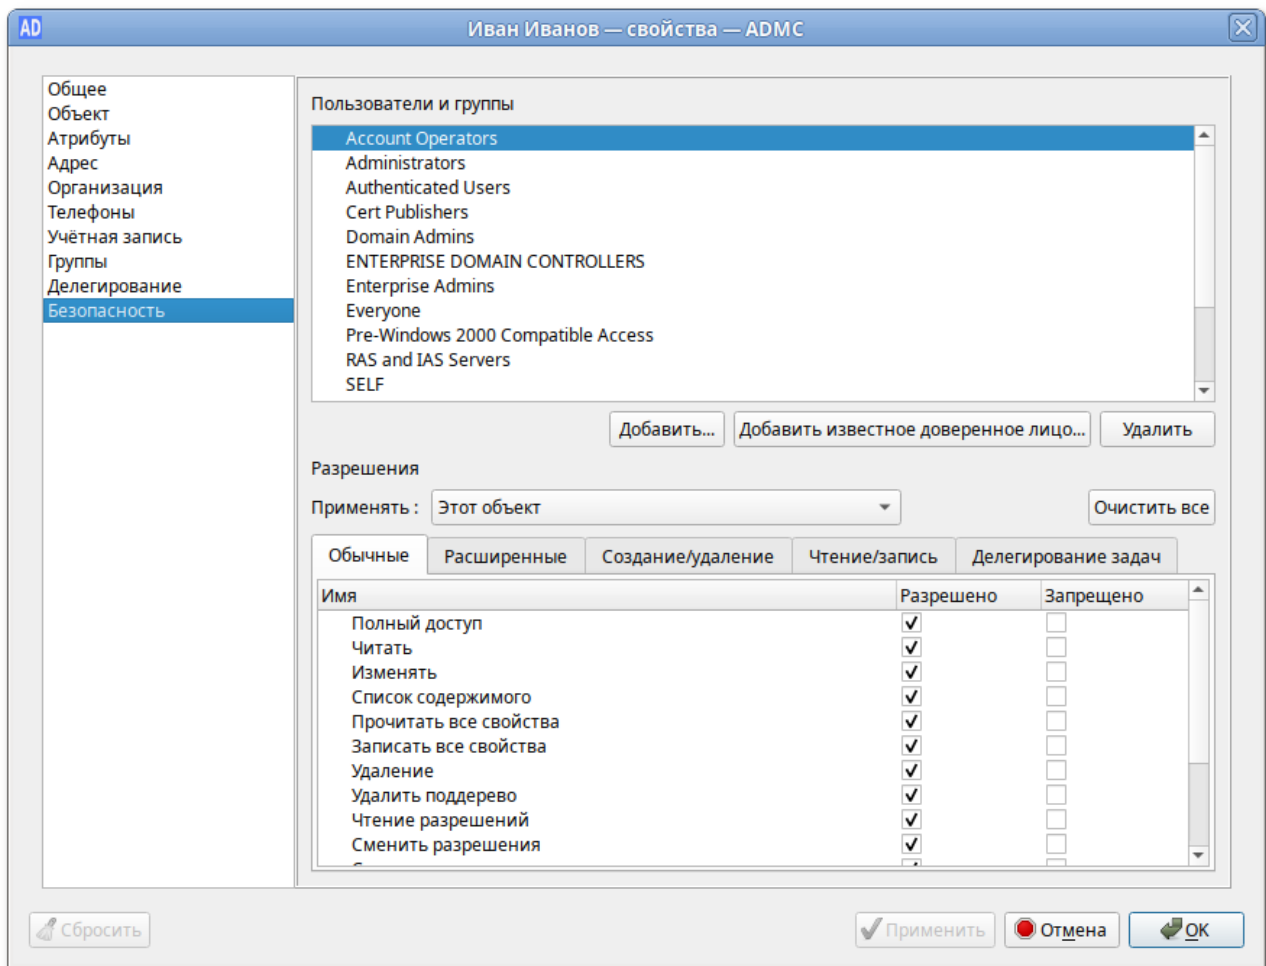 AD
Иван Иванов — свойства — ADMC
Общее
Объект
Атрибуты
Адрес
Организация
Телефоны
Учётная запись
Группы
Делегирование
Безопасность
Пользователи и группы
Account Operators
Administrators
Authenticated Users
Cert Publishers
Domain Admins
ENTERPRISE DOMAIN CONTROLLERS
Enterprise Admins
Everyone
Pre-Windows 2000 Compatible Access
RAS and IAS Servers
SELF
Добавить... Добавить известное доверенное лицо... Удалить
Разрешения
Применять : Этот объект Очистить все
Обычные Расширенные Создание/удаление Чтение/запись Делегирование задач
Имя Разрешено Запрещено
Полный доступ
Читать
Изменять
Список содержимого
Прочитать все свойства
Записать все свойства
Удаление
Удалить поддерево
Чтение разрешений
Сменить разрешения
Сбросить Применить Отмена OK